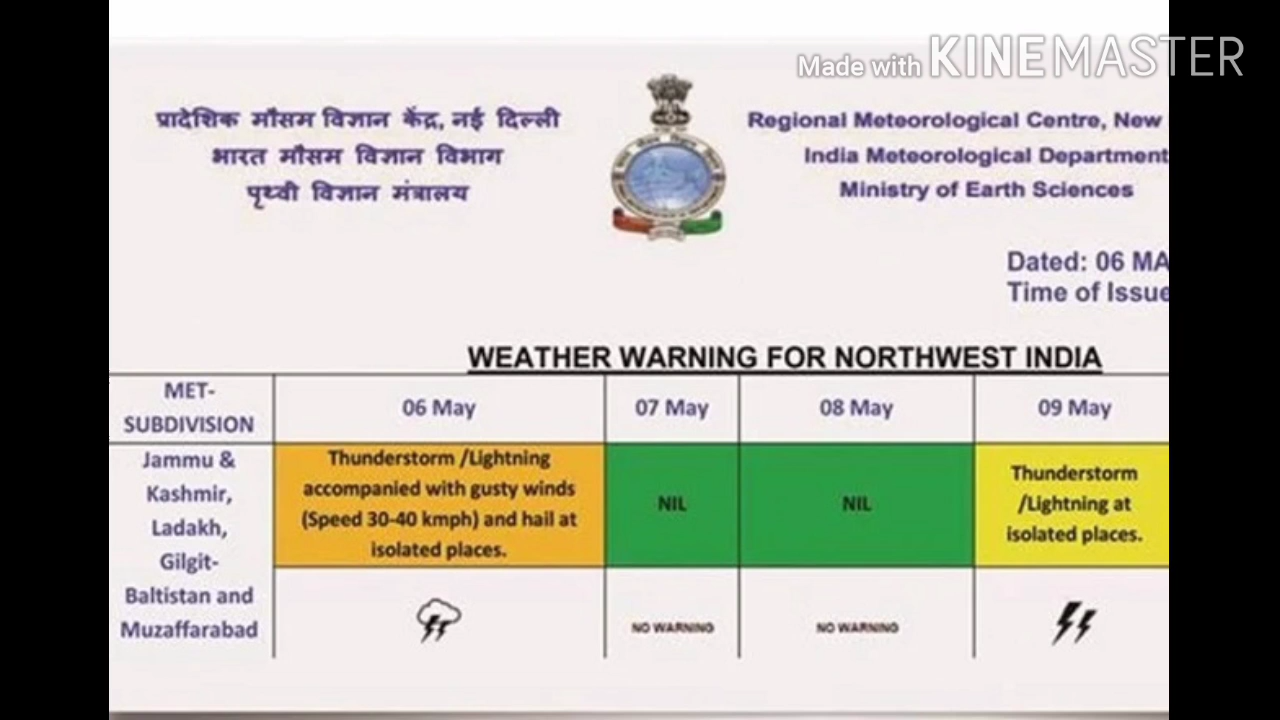 Made with KINEMASTER
प्रादेशिक मौसम विज्ञान केंद्र, नई दिल्ली
भारत मौसम विज्ञान विभाग
पृथ्वी विज्ञान मंत्रालय
Regional Meteorological Centre, New
India Meteorological Department
Ministry of Earth Sciences
Dated: 06 MA
Time of Issue
WEATHER WARNING FOR NORTHWEST INDIA
MET-
SUBDIVISION
06 May
07 May
08 May
09 May
Jammu &
Kashmir,
Ladakh,
Gilgit-
Baltistan and
Muzaffarabad
Thunderstorm /Lightning
accompanied with gusty winds
(Speed 30-40 kmph) and hail at
isolated places.
NIL
NIL
Thunderstorm
/Lightning at
isolated places.
NO WARNING
NO WARNING